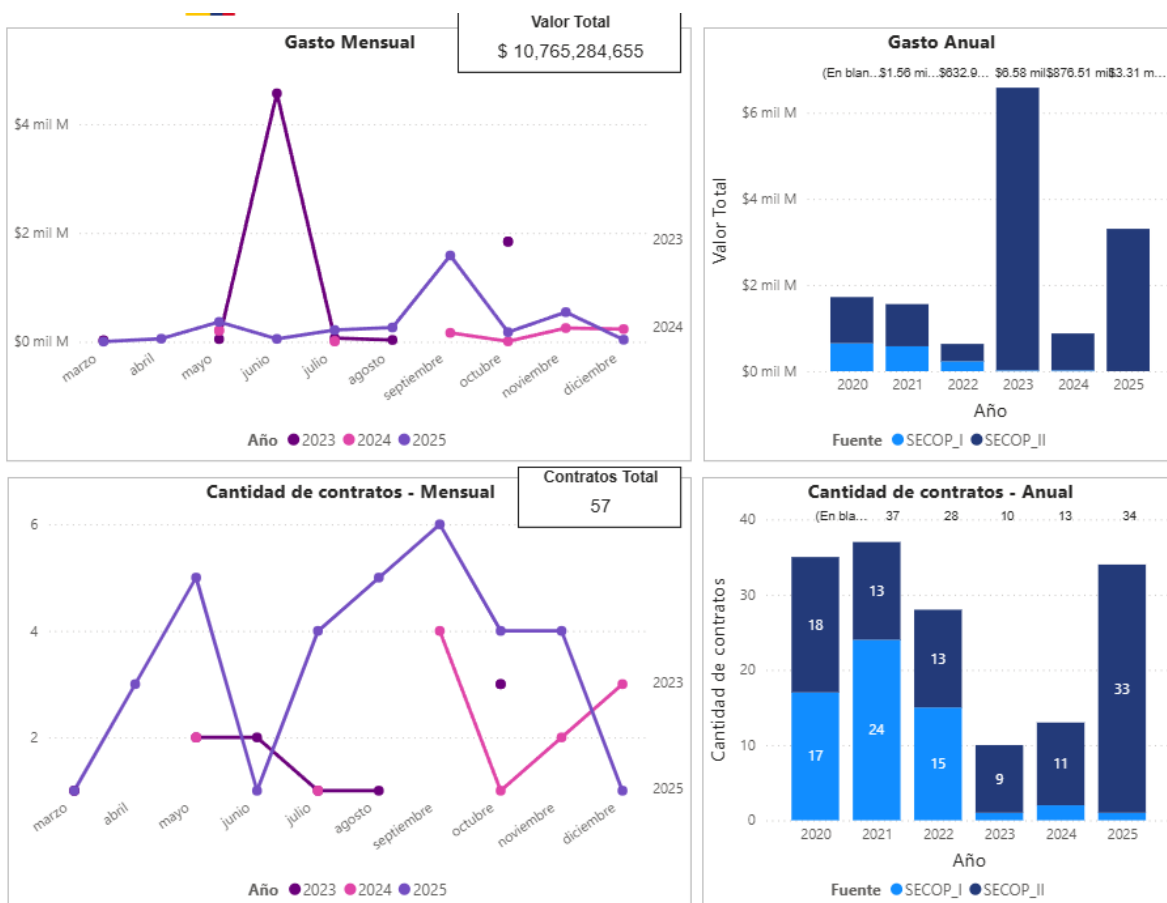 Valor Total
$ 10,765,284,655
Gasto Mensual
$4 mil M
$2 mil M
$0 mil M
2023
2024
marzo
abril
mayo
junio
julio
agosto
septiembre
octubre
noviembre
diciembre
Año 2023 2024 2025
Gasto Anual
(En blan... $1.56 mi... $632.9... $6.58 mil $876.51 mil $3.31 m...
Valor Total
$6 mil M
$4 mil M
$2 mil M
$0 mil M
2020 2021 2022 2023 2024 2025
Año
Fuente SECOP_I SECOP_II
Contratos Total
57
Cantidad de contratos - Mensual
6
4
2
2023
2025
marzo
abril
mayo
junio
julio
agosto
septiembre
octubre
noviembre
diciembre
Año 2023 2024 2025
Cantidad de contratos - Anual
(En bla... 37 28 10 13 34
Cantidad de contratos
40
30
20
10
0
18 13 13 9 11 33
17 24 15
2020 2021 2022 2023 2024 2025
Año
Fuente SECOP_I SECOP_II